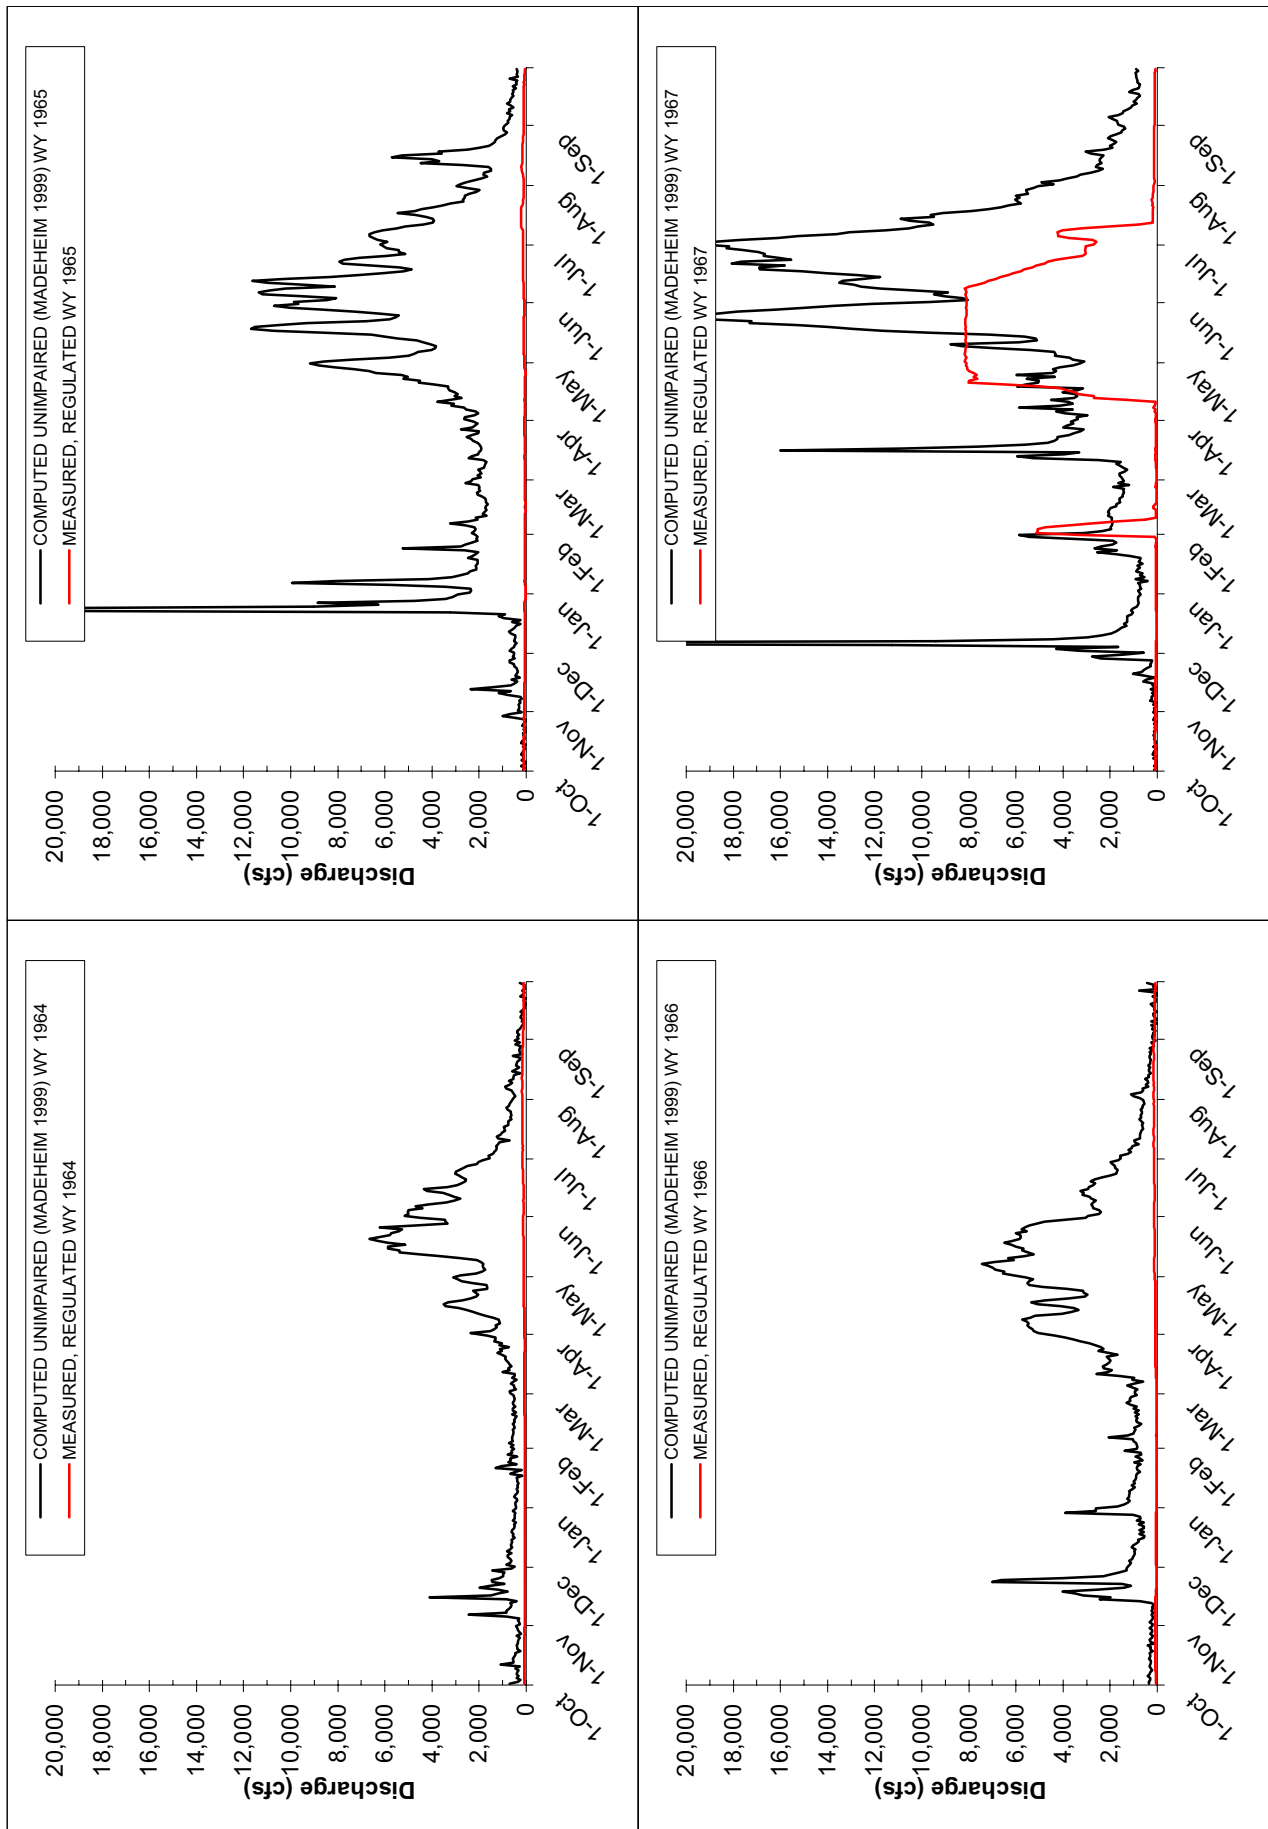 COMPUTED UNIMPAIRED (MADEHEIM 1999) WY 1964
MEASURED, REGULATED WY 1964
Discharge (cfs)
20,000
18,000
16,000
14,000
12,000
10,000
8,000
6,000
4,000
2,000
0
1-Oct
1-Nov
1-Dec
1-Jan
1-Feb
1-Mar
1-Apr
1-May
1-Jun
1-Jul
1-Aug
1-Sep
COMPUTED UNIMPAIRED (MADEHEIM 1999) WY 1965
MEASURED, REGULATED WY 1965
Discharge (cfs)
20,000
18,000
16,000
14,000
12,000
10,000
8,000
6,000
4,000
2,000
0
1-Oct
1-Nov
1-Dec
1-Jan
1-Feb
1-Mar
1-Apr
1-May
1-Jun
1-Jul
1-Aug
1-Sep
COMPUTED UNIMPAIRED (MADEHEIM 1999) WY 1966
MEASURED, REGULATED WY 1966
Discharge (cfs)
20,000
18,000
16,000
14,000
12,000
10,000
8,000
6,000
4,000
2,000
0
1-Oct
1-Nov
1-Dec
1-Jan
1-Feb
1-Mar
1-Apr
1-May
1-Jun
1-Jul
1-Aug
1-Sep
COMPUTED UNIMPAIRED (MADEHEIM 1999) WY 1967
MEASURED, REGULATED WY 1967
Discharge (cfs)
20,000
18,000
16,000
14,000
12,000
10,000
8,000
6,000
4,000
2,000
0
1-Oct
1-Nov
1-Dec
1-Jan
1-Feb
1-Mar
1-Apr
1-May
1-Jun
1-Jul
1-Aug
1-Sep